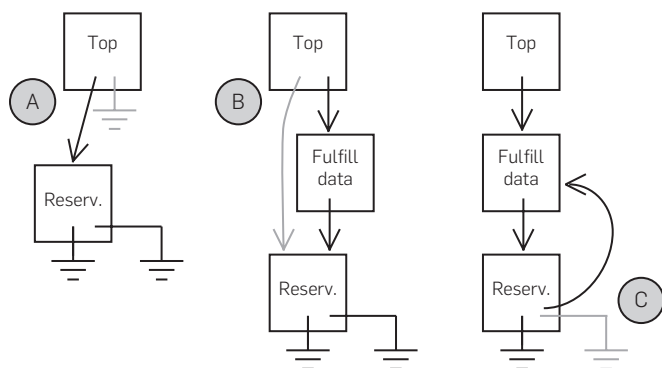 Top
A
Reserv.
Top
B
Fulfill
data
Reserv.
Top
Fulfill
data
Reserv.
C